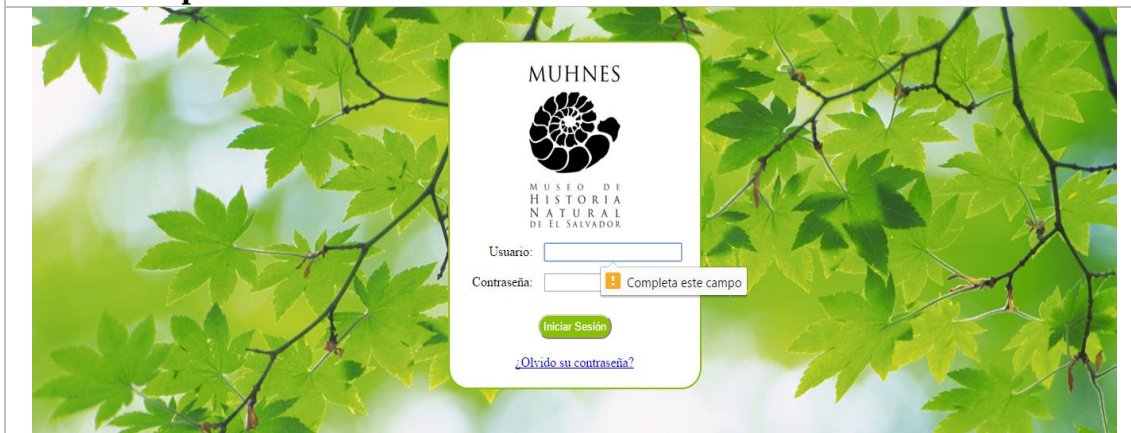 MUHNES
MUSEO DE
HISTORIA
NATURAL
DE EL SALVADOR
Usuario:
Contraseña:
Completa este campo
Iniciar Sesión
¿Olvido su contraseña?